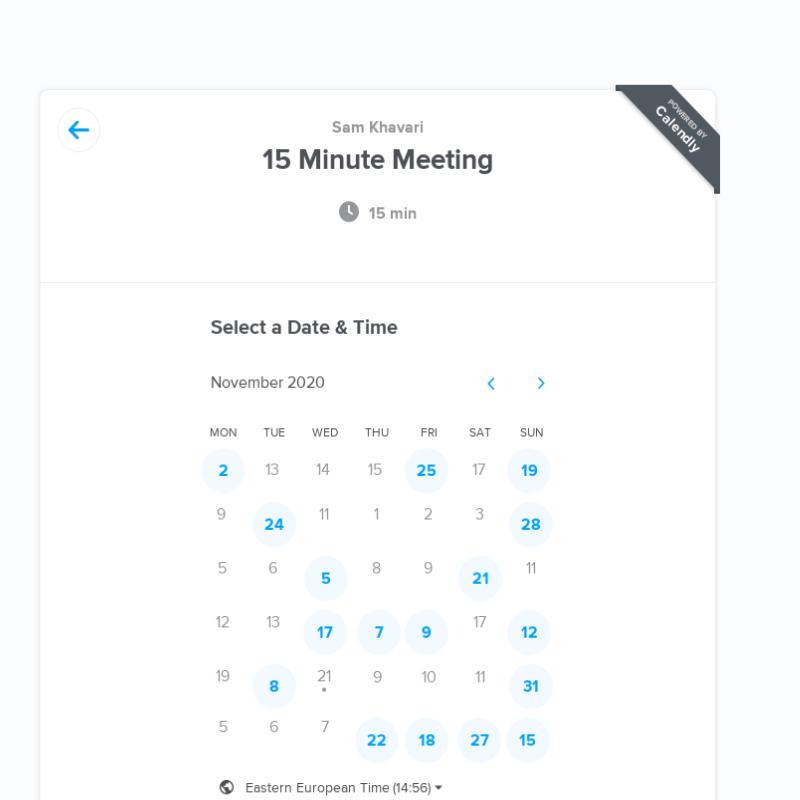 POWERED BY
Calendly
Sam Khavari
15 Minute Meeting
15 min
Select a Date & Time
November 2020
MON TUE WED THU FRI SAT SUN
2 13 14 15 25 17 19
9 24 11 1 2 3 28
5 6 5 8 9 21 11
12 13 17 7 9 17 12
19 8 21 9 10 11 31
5 6 7 22 18 27 15
Eastern European Time (14:56)